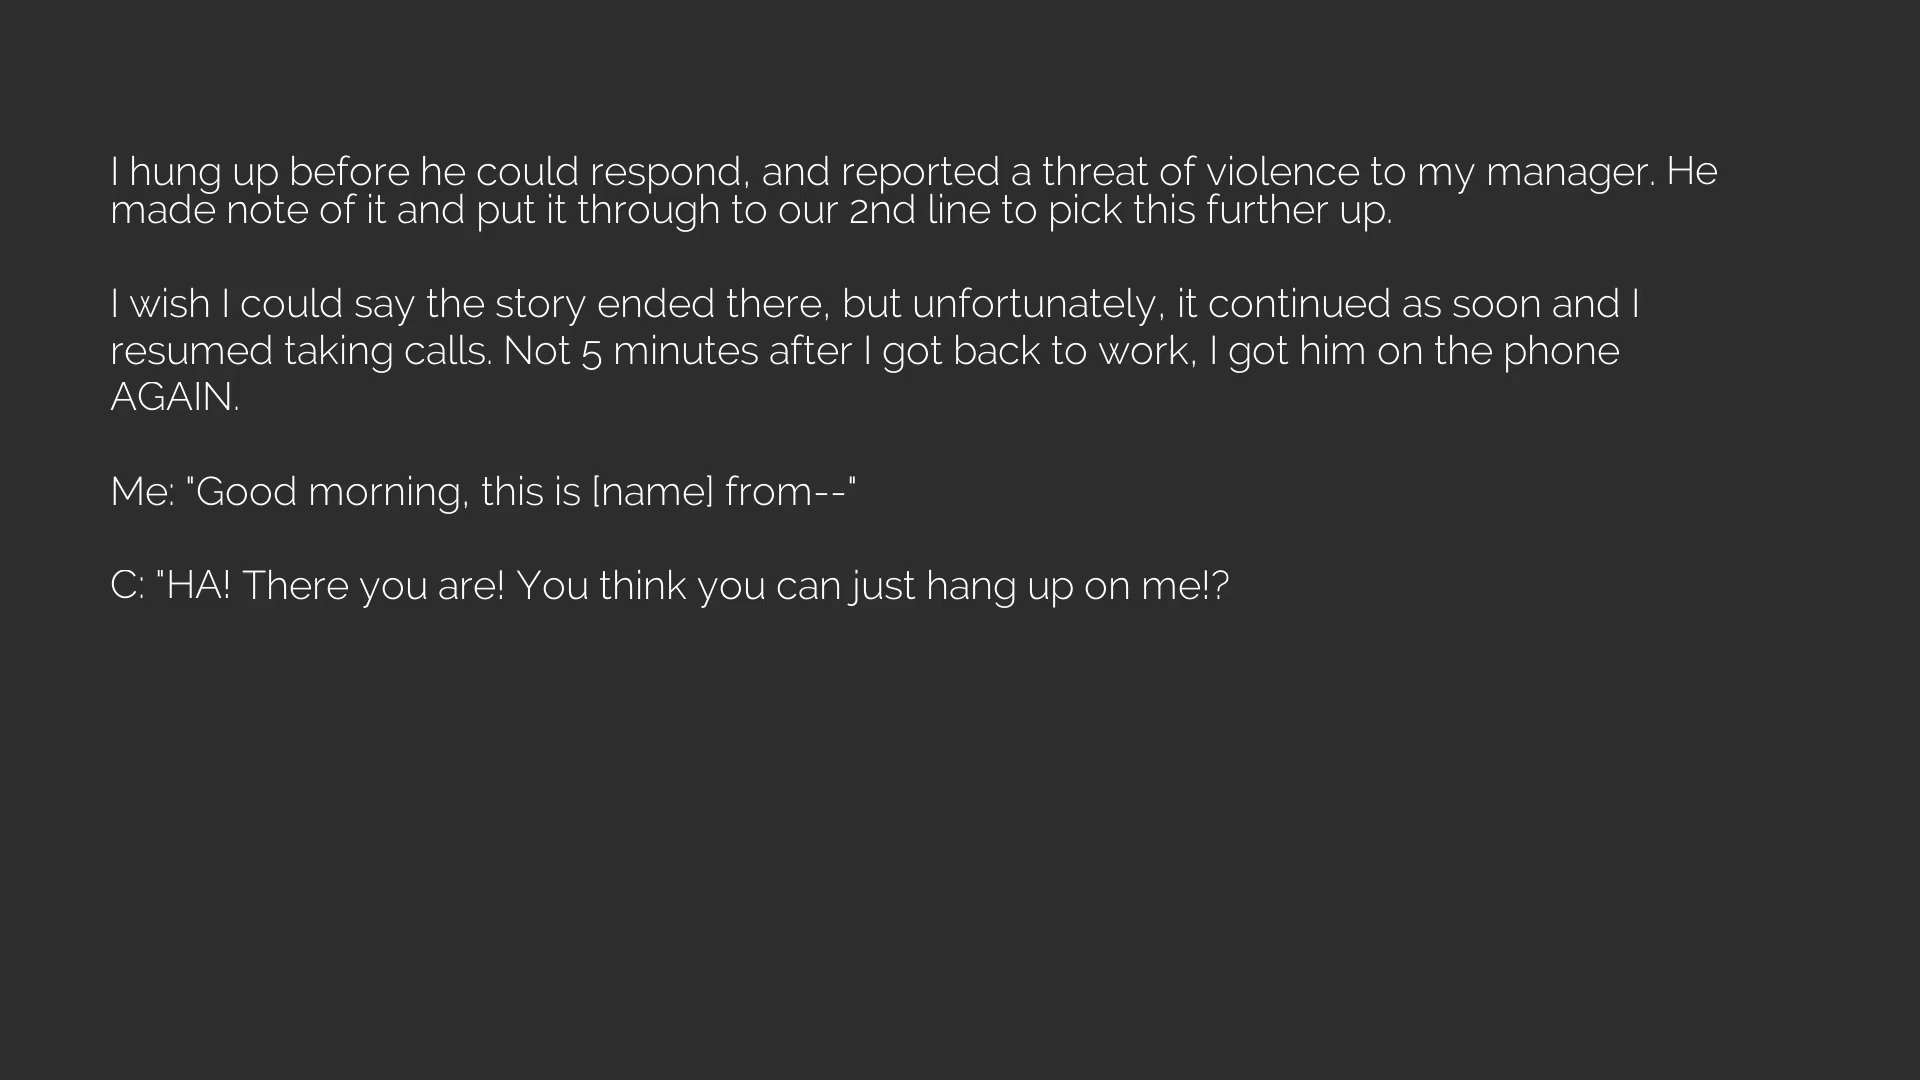 I hung up before he could respond, and reported a threat of violence to my manager. He
made note of it and put it through to our 2nd line to pick this further up.
I wish I could say the story ended there, but unfortunately, it continued as soon and I
resumed taking calls. Not 5 minutes after I got back to work, I got him on the phone
AGAIN.
Me: "Good morning, this is [name] from--"
C: "HA! There you are! You think you can just hang up on me!?